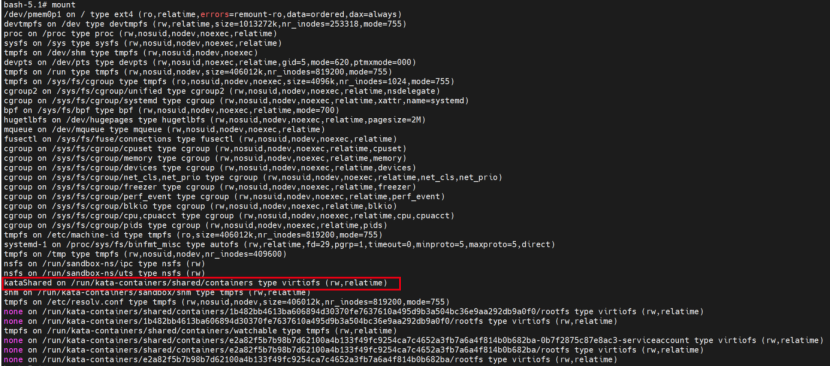 bash-5.1# mount
/dev/pmem0p1 on / type ext4 (ro,relatime,errors=remount-ro,data=ordered,dax=always)
devtmpfs on /dev type devtmpfs (rw,relatime,size=1013272k,nr_inodes=253318,mode=755)
proc on /proc type proc (rw,nosuid,nodev,noexec,relatime)
sysfs on /sys type sysfs (rw,nosuid,nodev,noexec,relatime)
tmpfs on /dev/shm type tmpfs (rw,nosuid,nodev,noexec)
devpts on /dev/pts type devpts (rw,nosuid,noexec,relatime,gid=5,mode=620,ptmxmode=000)
tmpfs on /run type tmpfs (rw,nosuid,nodev,size=406012k,nr_inodes=819200,mode=755)
tmpfs on /sys/fs/cgroup type tmpfs (ro,nosuid,nodev,noexec,size=4096k,nr_inodes=1024,mode=755)
cgroup2 on /sys/fs/cgroup/unified type cgroup2 (rw,nosuid,nodev,noexec,relatime,nsdelegate)
cgroup on /sys/fs/cgroup/systemd type cgroup (rw,nosuid,nodev,noexec,relatime,xattr,name=systemd)
bpf on /sys/fs/bpf type bpf (rw,nosuid,nodev,noexec,relatime,mode=700)
hugetlbfs on /dev/hugepages type hugetlbfs (rw,nosuid,nodev,relatime,pagesize=2M)
mqueue on /dev/mqueue type mqueue (rw,nosuid,nodev,noexec,relatime)
fusectl on /sys/fs/fuse/connections type fusectl (rw,nosuid,nodev,noexec,relatime)
cgroup on /sys/fs/cgroup/cpuset type cgroup (rw,nosuid,nodev,noexec,relatime,cpuset)
cgroup on /sys/fs/cgroup/memory type cgroup (rw,nosuid,nodev,noexec,relatime,memory)
cgroup on /sys/fs/cgroup/devices type cgroup (rw,nosuid,nodev,noexec,relatime,devices)
cgroup on /sys/fs/cgroup/net_cls,net_prio type cgroup (rw,nosuid,nodev,noexec,relatime,net_cls,net_prio)
cgroup on /sys/fs/cgroup/freezer type cgroup (rw,nosuid,nodev,noexec,relatime,freezer)
cgroup on /sys/fs/cgroup/perf_event type cgroup (rw,nosuid,nodev,noexec,relatime,perf_event)
cgroup on /sys/fs/cgroup/blkio type cgroup (rw,nosuid,nodev,noexec,relatime,blkio)
cgroup on /sys/fs/cgroup/cpu,cpuacct type cgroup (rw,nosuid,nodev,noexec,relatime,cpu,cpuacct)
cgroup on /sys/fs/cgroup/pids type cgroup (rw,nosuid,nodev,noexec,relatime,pids)
tmpfs on /etc/machine-id type tmpfs (ro,size=406012k,nr_inodes=819200,mode=755)
systemd-1 on /proc/sys/fs/binfmt_misc type autofs (rw,relatime,fd=29,pgrp=1,timeout=0,minproto=5,maxproto=5,direct)
tmpfs on /tmp type tmpfs (rw,nosuid,nodev,nr_inodes=409600)
nsfs on /run/sandbox-ns/ipc type nsfs (rw)
nsfs on /run/sandbox-ns/uts type nsfs (rw)
kataShared on /run/kata-containers/shared/containers type virtiofs (rw,relatime)
shm on /run/kata-containers/sandbox/shm type tmpfs (rw,relatime)
tmpfs on /etc/resolv.conf type tmpfs (rw,nosuid,nodev,size=406012k,nr_inodes=819200,mode=755)
none on /run/kata-containers/shared/containers/1b482bb4613ba606894d30370fe7637610a495d9b3a504bc36e9aa292db9a0f0/rootfs type virtiofs (rw,relatime)
none on /run/kata-containers/1b482bb4613ba606894d30370fe7637610a495d9b3a504bc36e9aa292db9a0f0/rootfs type virtiofs (rw,relatime)
tmpfs on /run/kata-containers/shared/containers/watchable type tmpfs (rw,relatime)
none on /run/kata-containers/shared/containers/e2a82f5b7b98b7d62100a4b133f49fc9254ca7c4652a3fb7a6a4f814b0b682ba-0b7f2875c87e8ac3-serviceaccount type virtiofs (rw,relatime)
none on /run/kata-containers/shared/containers/e2a82f5b7b98b7d62100a4b133f49fc9254ca7c4652a3fb7a6a4f814b0b682ba/rootfs type virtiofs (rw,relatime)
none on /run/kata-containers/e2a82f5b7b98b7d62100a4b133f49fc9254ca7c4652a3fb7a6a4f814b0b682ba/rootfs type virtiofs (rw,relatime)